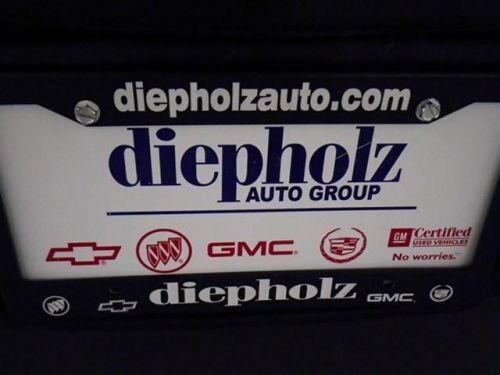 diepholzauto.com
diepholz
AUTO GROUP
GMC
GM Certified
USED VEHICLES
No worries.
diepholz GMC